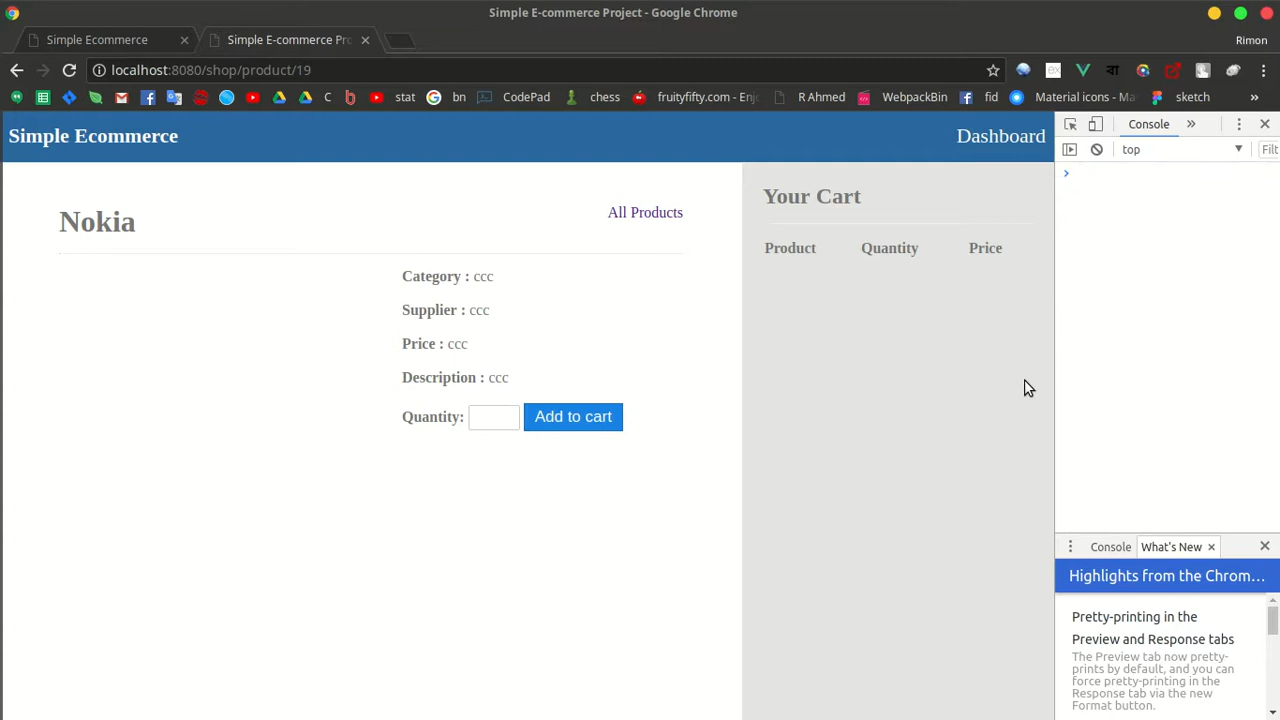 Simple E-commerce Project - Google Chrome
Simple Ecommerce
Simple E-commerce Pro
Rimon
localhost:8080/shop/product/19
C stat bn CodePad chess fruityfifty.com - Enj R Ahmed WebpackBin fid Material icons - Ma sketch »
Simple Ecommerce
Dashboard
Nokia
All Products
Category : ccc
Supplier : ccc
Price : ccc
Description : ccc
Quantity: Add to cart
Your Cart
Product Quantity Price
Console »
top Filt
Console What's New
Highlights from the Chrom...
Pretty-printing in the
Preview and Response tabs
The Preview tab now pretty-
prints by default, and you can
force pretty-printing in the
Response tab via the new
Format button.